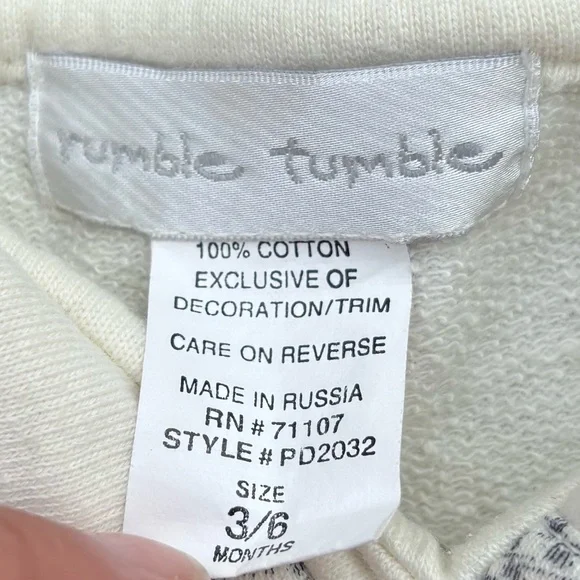 rumble tumble
100% COTTON
EXCLUSIVE OF
DECORATION/TRIM
CARE ON REVERSE
MADE IN RUSSIA
RN # 71107
STYLE # PD2032
SIZE
3/6
MONTHS